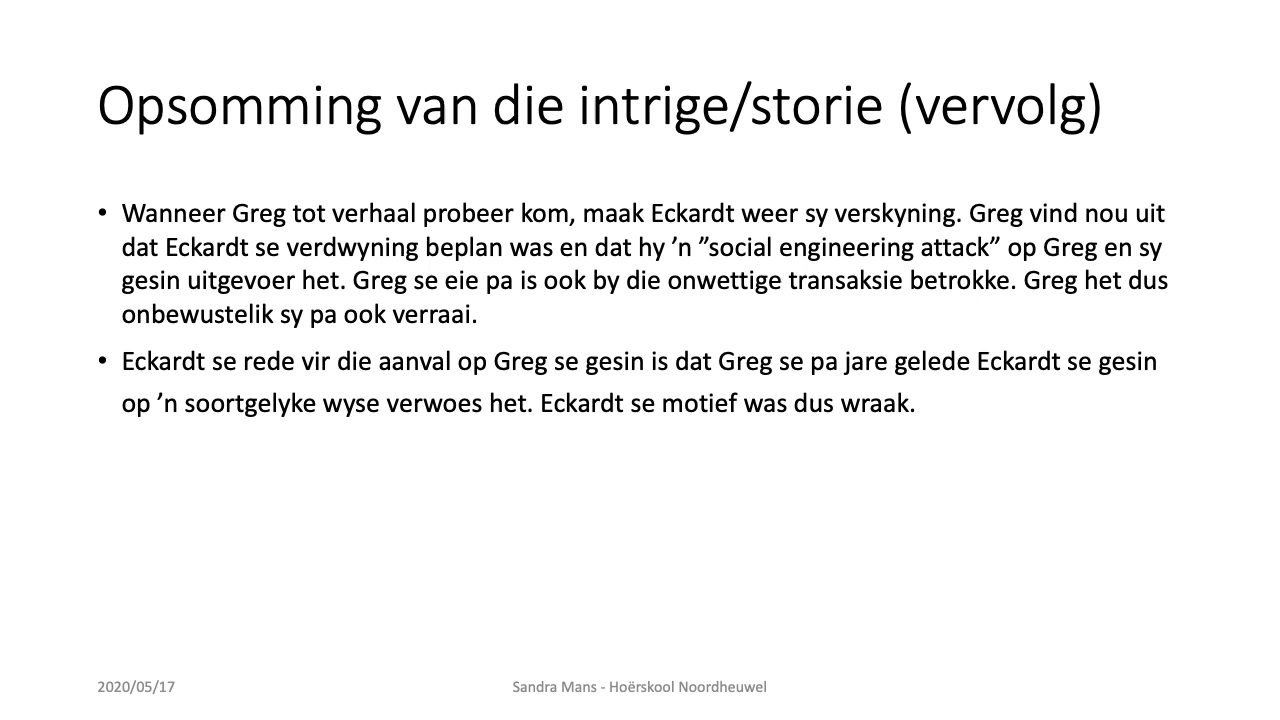 Opsomming van die intrige/storie (vervolg)
• Wanneer Greg tot verhaal probeer kom, maak Eckardt weer sy verskyning. Greg vind nou uit
dat Eckardt se verdwyning beplan was en dat hy ’n ”social engineering attack” op Greg en sy
gesin uitgevoer het. Greg se eie pa is ook by die onwettige transaksie betrokke. Greg het dus
onbewustelik sy pa ook verraai.
• Eckardt se rede vir die aanval op Greg se gesin is dat Greg se pa jare gelede Eckardt se gesin
op ’n soortgelyke wyse verwoes het. Eckardt se motief was dus wraak.
2020/05/17
Sandra Mans - Hoërskool Noordheuwel